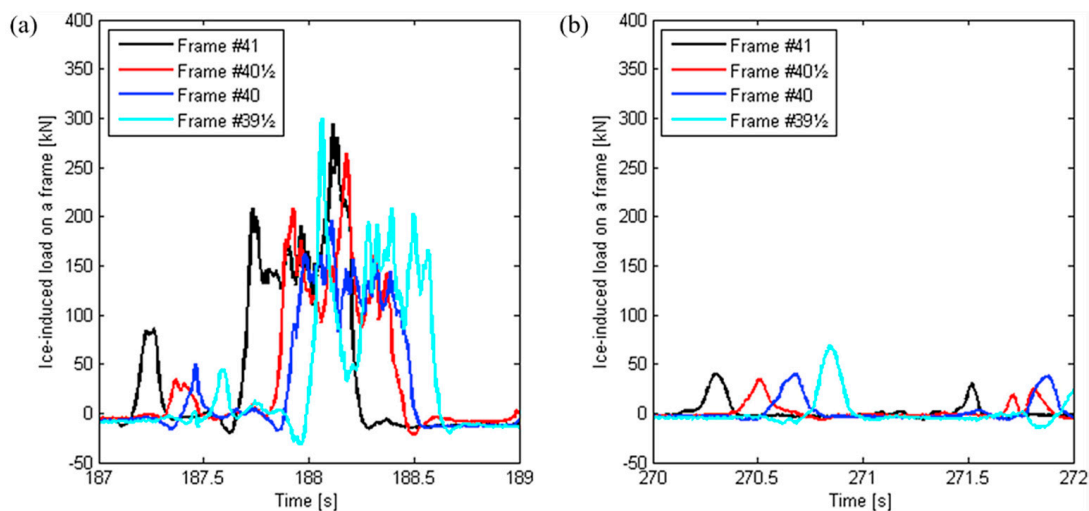 (a)
400
350
300
250
200
150
100
50
0
-50
Ice-induced load on a frame [kN]
Frame #41
Frame #40½
Frame #40
Frame #39½
187 187.5 188 188.5 189
Time [s]
(b)
400
350
300
250
200
150
100
50
0
-50
Ice-induced load on a frame [kN]
Frame #41
Frame #40½
Frame #40
Frame #39½
270 270.5 271 271.5 272
Time [s]